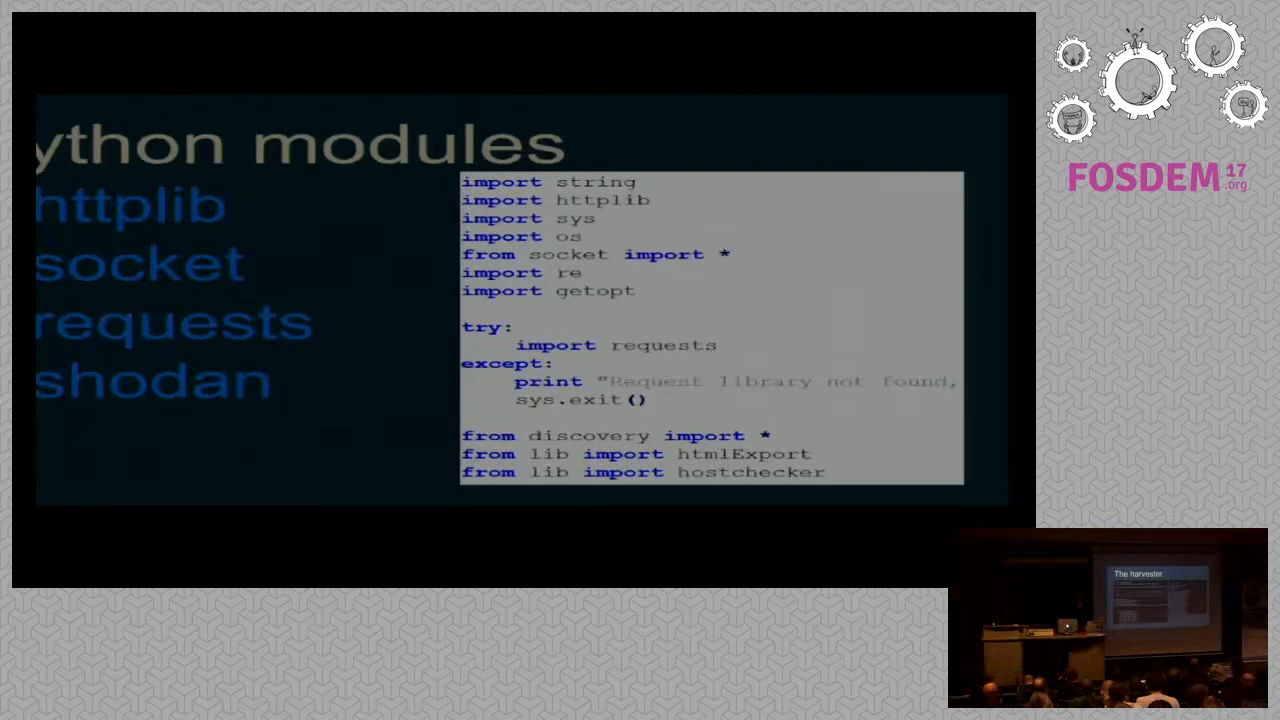 ython modules
httplib
socket
requests
shodan
import string
import httplib
import sys
import os
from socket import *
import re
import getopt
try:
import requests
except:
print "Request library not found,
sys.exit()
from discovery import *
from lib import htmlExport
from lib import hostchecker
FOSDEM 17
.org
The harvester